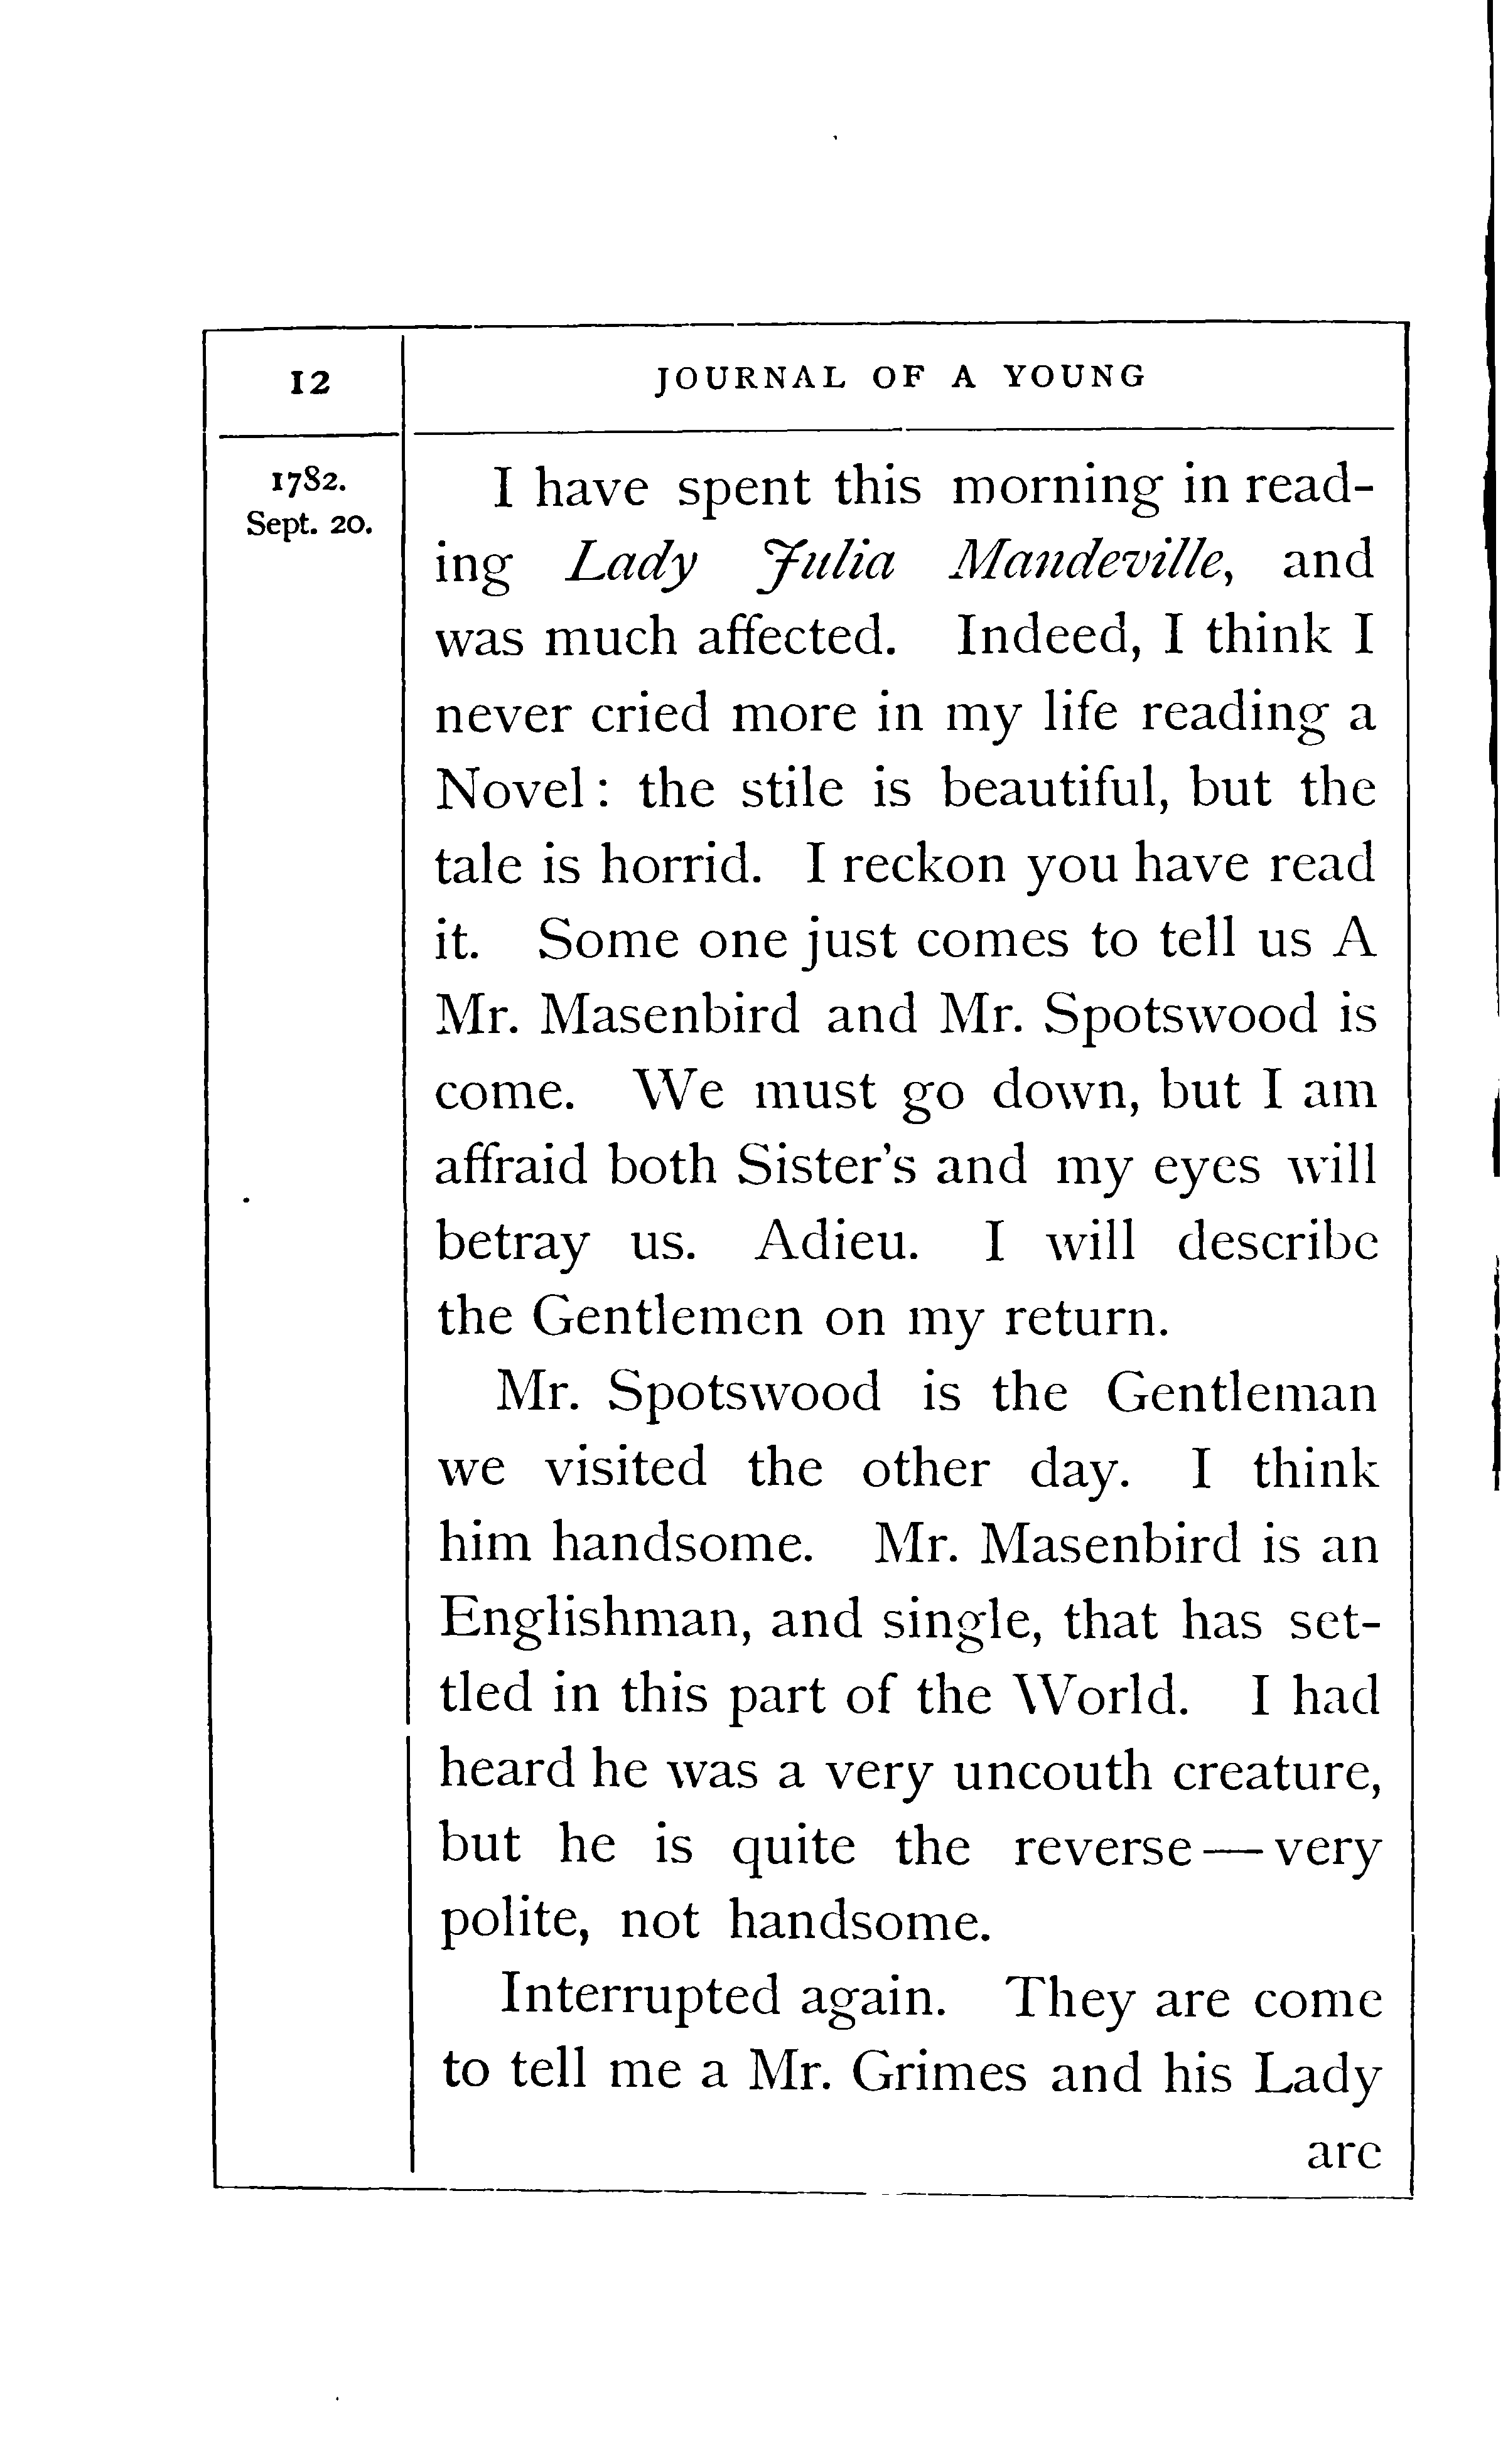 12
JOURNAL OF A YOUNG
1782.
Sept. 20.
I have spent this morning in read-
ing Lady Julia Mandeville, and
was much affected. Indeed, I think I
never cried more in my life reading a
Novel: the stile is beautiful, but the
tale is horrid. I reckon you have read
it. Some one just comes to tell us A
Mr. Masenbird and Mr. Spotswood is
come. We must go down, but I am
affraid both Sister's and my eyes will
betray us. Adieu. I will describe
the Gentlemen on my return.
Mr. Spotswood is the Gentleman
we visited the other day. I think
him handsome. Mr. Masenbird is an
Englishman, and single, that has set-
tled in this part of the World. I had
heard he was a very uncouth creature,
but he is quite the reverse—very
polite, not handsome.
Interrupted again. They are come
to tell me a Mr. Grimes and his Lady
are